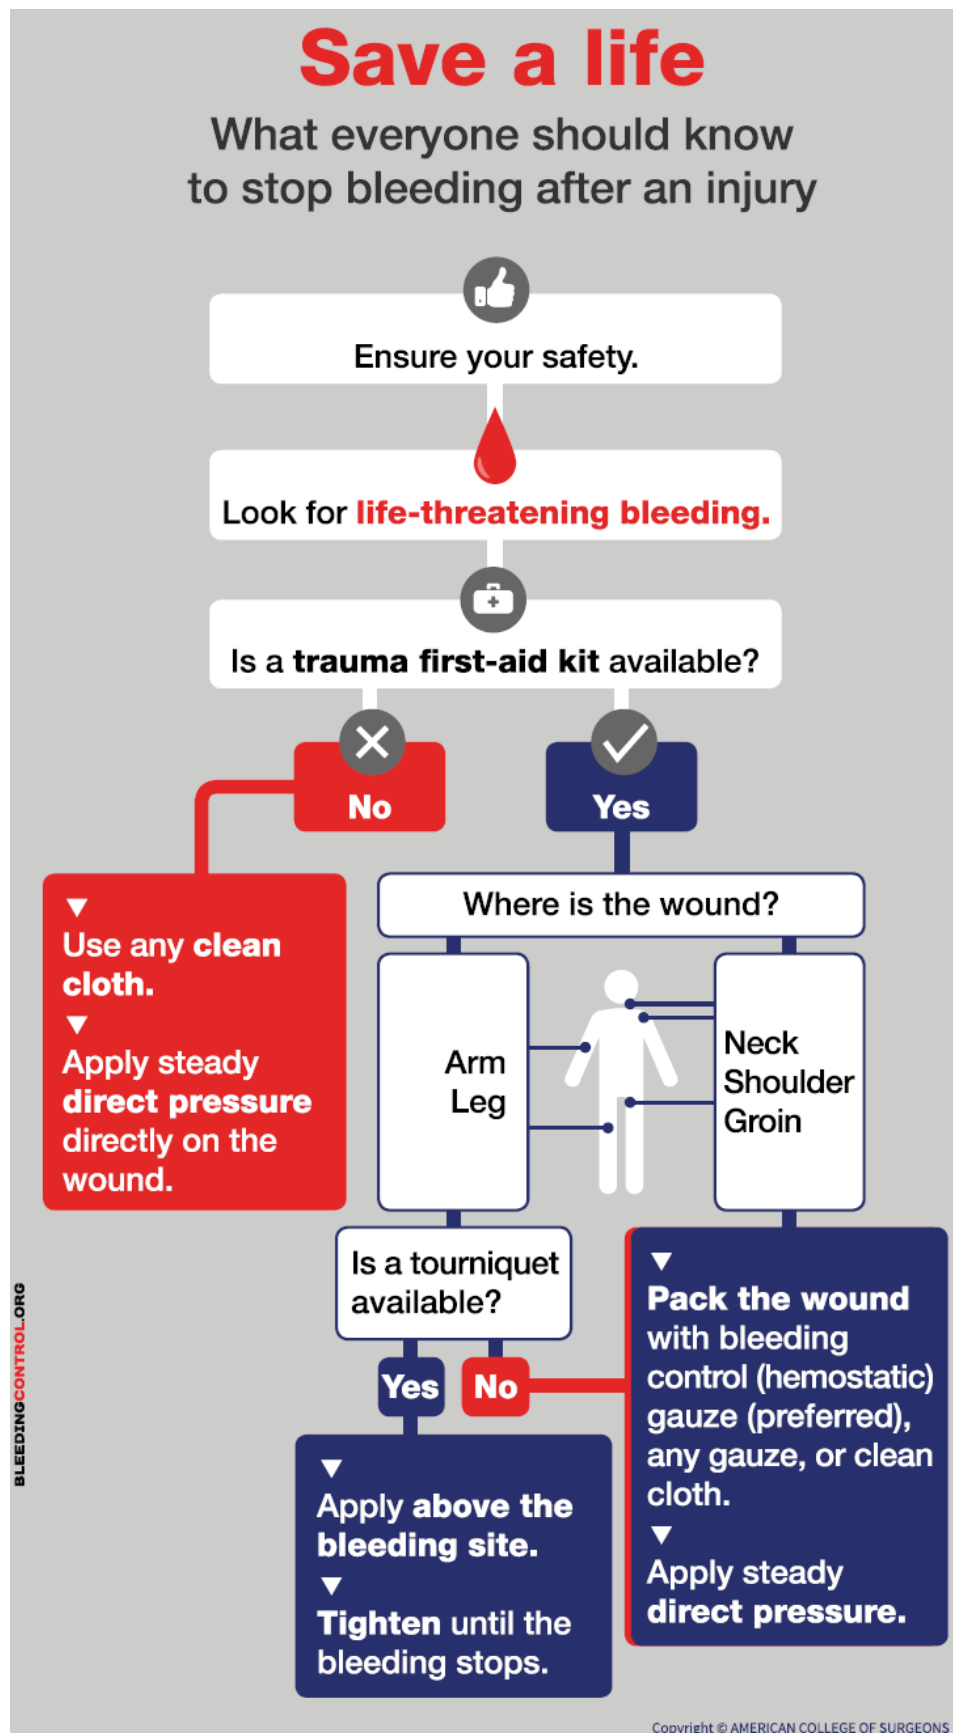 Save a life
What everyone should know
to stop bleeding after an injury
Ensure your safety.
Look for life-threatening bleeding.
Is a trauma first-aid kit available?
No
Yes
Use any clean
cloth.
Apply steady
direct pressure
directly on the
wound.
Where is the wound?
Arm
Leg
Neck
Shoulder
Groin
Is a tourniquet
available?
Yes
No
Apply above the
bleeding site.
Tighten until the
bleeding stops.
Pack the wound
with bleeding
control (hemostatic)
gauze (preferred),
any gauze, or clean
cloth.
Apply steady
direct pressure.
BLEEDINGCONTROL.ORG
Copyright © AMERICAN COLLEGE OF SURGEONS